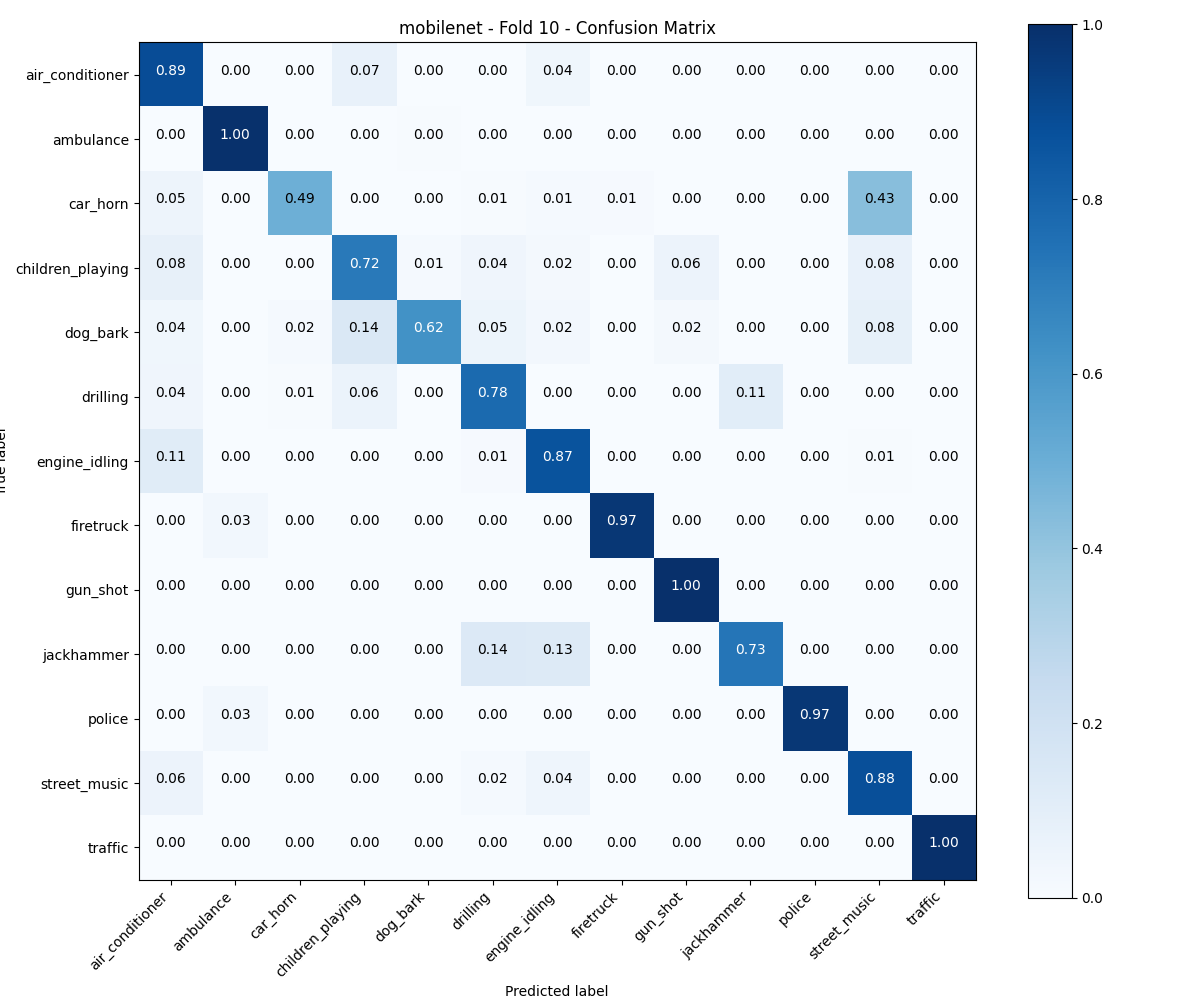 mobilenet - Fold 10 - Confusion Matrix
air_conditioner 0.89 0.00 0.00 0.07 0.00 0.00 0.04 0.00 0.00 0.00 0.00 0.00 0.00
ambulance 0.00 1.00 0.00 0.00 0.00 0.00 0.00 0.00 0.00 0.00 0.00 0.00 0.00
car_horn 0.05 0.00 0.49 0.00 0.00 0.01 0.01 0.01 0.00 0.00 0.00 0.43 0.00
children_playing 0.08 0.00 0.00 0.72 0.01 0.04 0.02 0.00 0.06 0.00 0.00 0.08 0.00
dog_bark 0.04 0.00 0.02 0.14 0.62 0.05 0.02 0.00 0.02 0.00 0.00 0.08 0.00
drilling 0.04 0.00 0.01 0.06 0.00 0.78 0.00 0.00 0.00 0.11 0.00 0.00 0.00
engine_idling 0.11 0.00 0.00 0.00 0.00 0.01 0.87 0.00 0.00 0.00 0.00 0.01 0.00
firetruck 0.00 0.03 0.00 0.00 0.00 0.00 0.00 0.97 0.00 0.00 0.00 0.00 0.00
gun_shot 0.00 0.00 0.00 0.00 0.00 0.00 0.00 0.00 1.00 0.00 0.00 0.00 0.00
jackhammer 0.00 0.00 0.00 0.00 0.00 0.14 0.13 0.00 0.00 0.73 0.00 0.00 0.00
police 0.00 0.03 0.00 0.00 0.00 0.00 0.00 0.00 0.00 0.00 0.97 0.00 0.00
street_music 0.06 0.00 0.00 0.00 0.00 0.02 0.04 0.00 0.00 0.00 0.00 0.88 0.00
traffic 0.00 0.00 0.00 0.00 0.00 0.00 0.00 0.00 0.00 0.00 0.00 0.00 1.00
air_conditioner ambulance car_horn children_playing dog_bark drilling engine_idling firetruck gun_shot jackhammer police street_music traffic
Predicted label
label
1.0
0.8
0.6
0.4
0.2
0.0